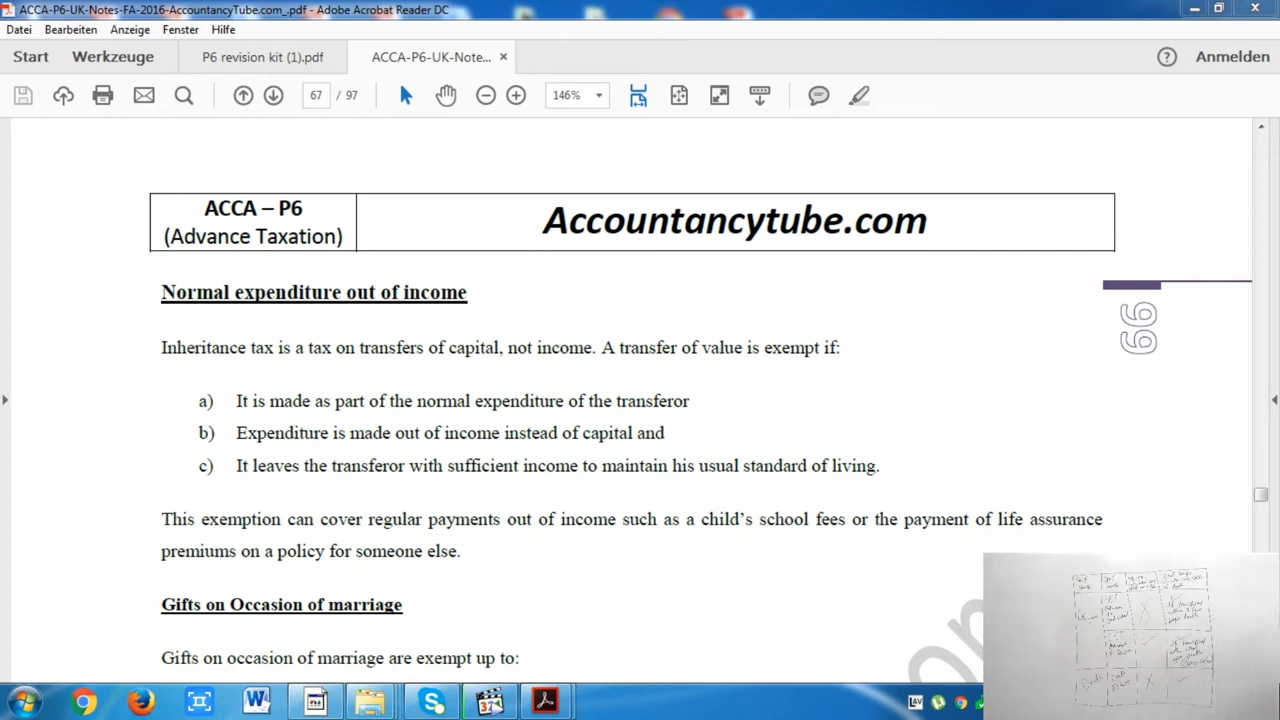 ACCA-P6-UK-Notes-FA-2016-AccountancyTube.com_.pdf - Adobe Acrobat Reader DC
Datei Bearbeiten Anzeige Fenster Hilfe
Start Werkzeuge P6 revision kit (1).pdf ACCA-P6-UK-Note... × ? Anmelden
67 / 97 146%
ACCA – P6
(Advance Taxation)
Accountancytube.com
66
Normal expenditure out of income
Inheritance tax is a tax on transfers of capital, not income. A transfer of value is exempt if:
a) It is made as part of the normal expenditure of the transferor
b) Expenditure is made out of income instead of capital and
c) It leaves the transferor with sufficient income to maintain his usual standard of living.
This exemption can cover regular payments out of income such as a child’s school fees or the payment of life assurance
premiums on a policy for someone else.
Gifts on Occasion of marriage
Gifts on occasion of marriage are exempt up to:
Death
LAV